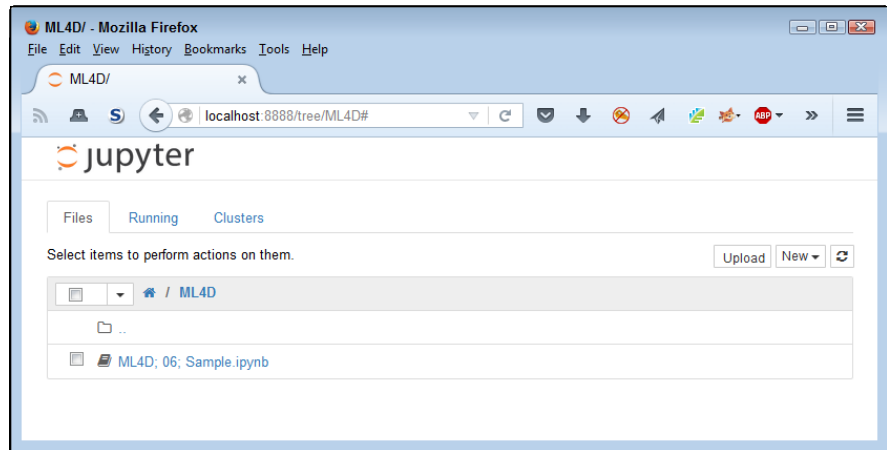 ML4D/ - Mozilla Firefox
File Edit View History Bookmarks Tools Help
ML4D/
S) localhost:8888/tree/ML4D# ABP
jupyter
Files Running Clusters
Select items to perform actions on them. Upload New
/ ML4D
..
ML4D; 06; Sample.ipynb